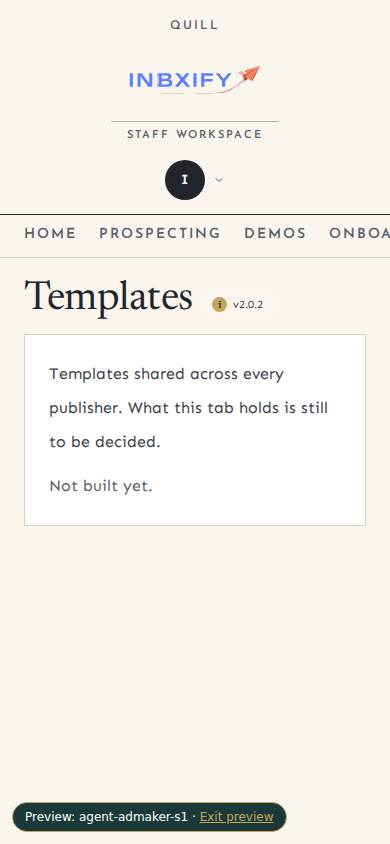 QUILL
INBXIFY
STAFF WORKSPACE
I
HOME PROSPECTING DEMOS ONBOA
Templates i v2.0.2
Templates shared across every
publisher. What this tab holds is still
to be decided.
Not built yet.
Preview: agent-admaker-s1 · Exit preview